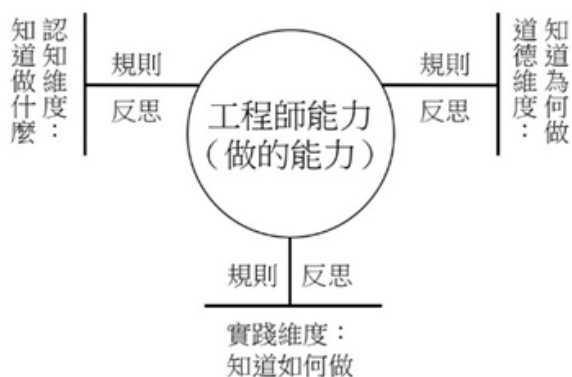 認知維度：
知道做什麼
規則
反思
工程師能力
（做的能力）
規則
反思
知道為何做
道德維度：
規則
反思
實踐維度：
知道如何做